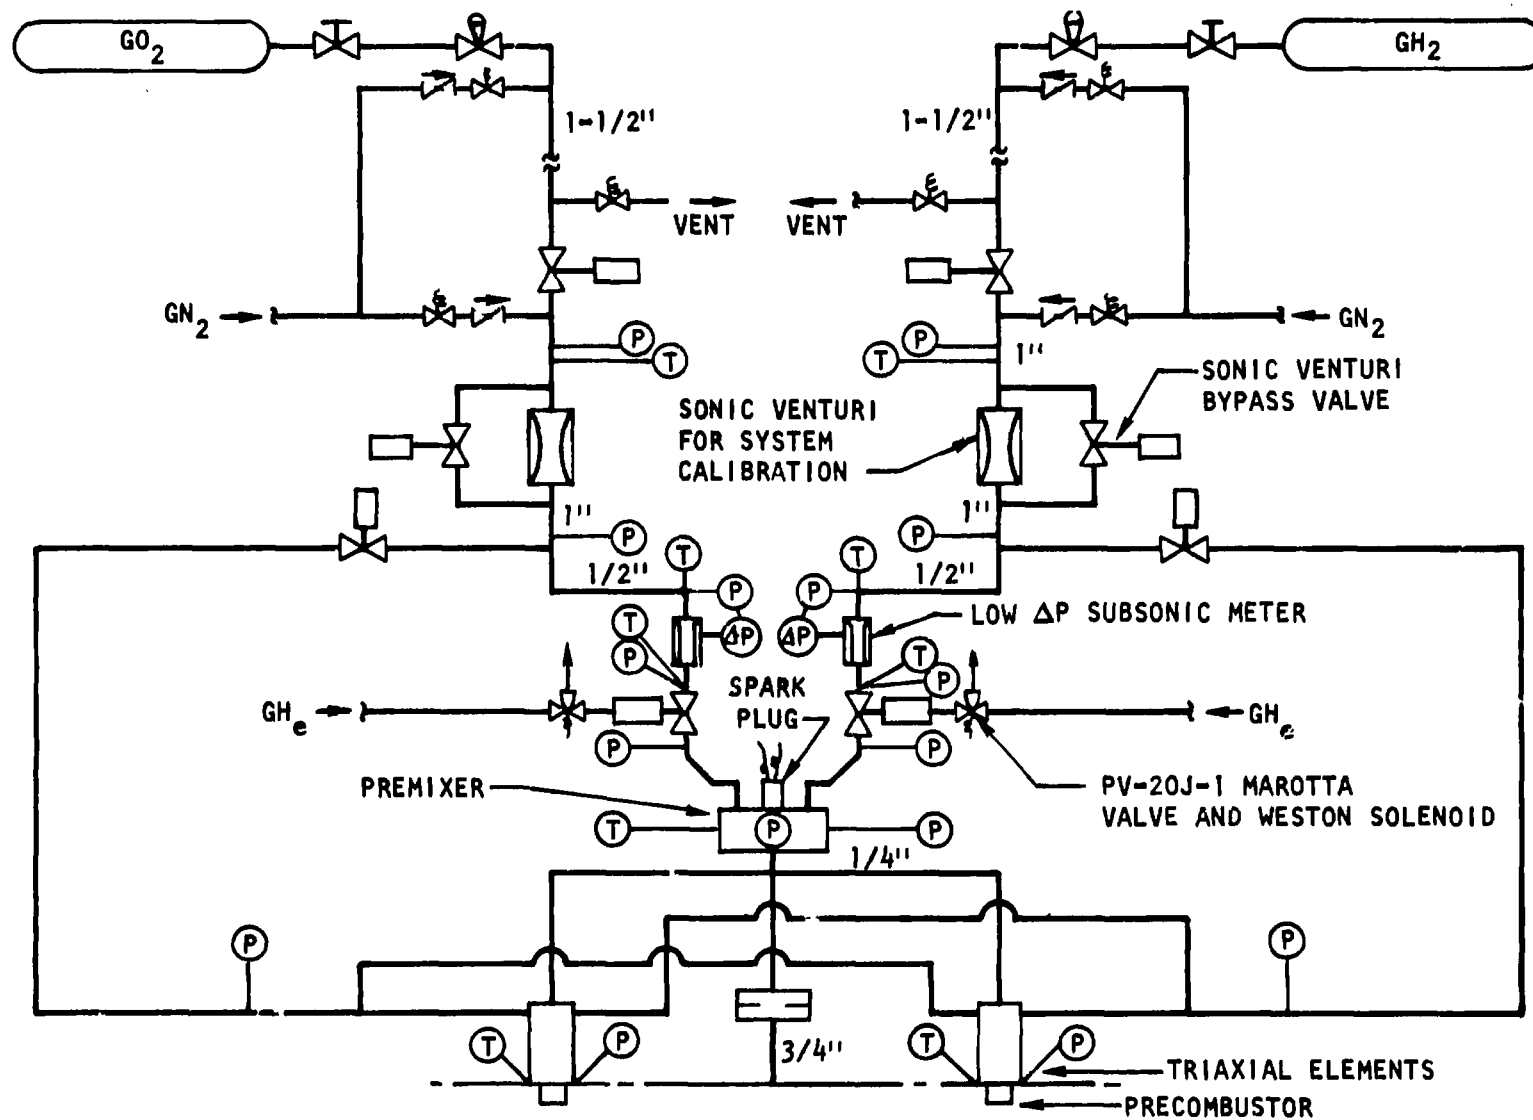 GO2
GH2
1-1/2"
1-1/2"
VENT
VENT
GN2
GN2
P
T
P
T
1"
SONIC VENTURI
BYPASS VALVE
SONIC VENTURI
FOR SYSTEM
CALIBRATION
1"
1"
P
P
T
T
1/2"
1/2"
P
P
LOW ΔP SUBSONIC METER
T
P
ΔP
ΔP
T
P
SPARK
PLUG
GHe
GHe
P
P
PREMIXER
PV-20J-1 MAROTTA
VALVE AND WESTON SOLENOID
T
P
P
1/4"
P
P
T
P
3/4"
T
P
TRIAXIAL ELEMENTS
PRECOMBUSTOR